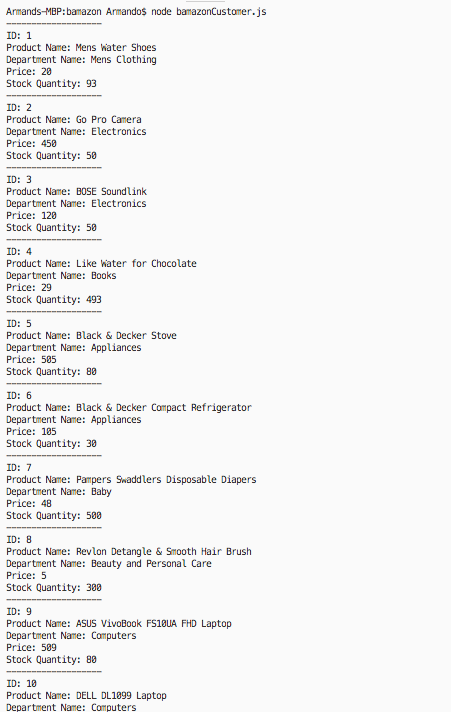 Armands-MBP:bamazon Armando$ node bamazonCustomer.js
--------------------
ID: 1
Product Name: Mens Water Shoes
Department Name: Mens Clothing
Price: 20
Stock Quantity: 93
--------------------
ID: 2
Product Name: Go Pro Camera
Department Name: Electronics
Price: 450
Stock Quantity: 50
--------------------
ID: 3
Product Name: BOSE Soundlink
Department Name: Electronics
Price: 120
Stock Quantity: 50
--------------------
ID: 4
Product Name: Like Water for Chocolate
Department Name: Books
Price: 29
Stock Quantity: 493
--------------------
ID: 5
Product Name: Black & Decker Stove
Department Name: Appliances
Price: 505
Stock Quantity: 80
--------------------
ID: 6
Product Name: Black & Decker Compact Refrigerator
Department Name: Appliances
Price: 105
Stock Quantity: 30
--------------------
ID: 7
Product Name: Pampers Swaddlers Disposable Diapers
Department Name: Baby
Price: 48
Stock Quantity: 500
--------------------
ID: 8
Product Name: Revlon Detangle & Smooth Hair Brush
Department Name: Beauty and Personal Care
Price: 5
Stock Quantity: 300
--------------------
ID: 9
Product Name: ASUS VivoBook F510UA FHD Laptop
Department Name: Computers
Price: 509
Stock Quantity: 80
--------------------
ID: 10
Product Name: DELL DL1099 Laptop
Department Name: Computers